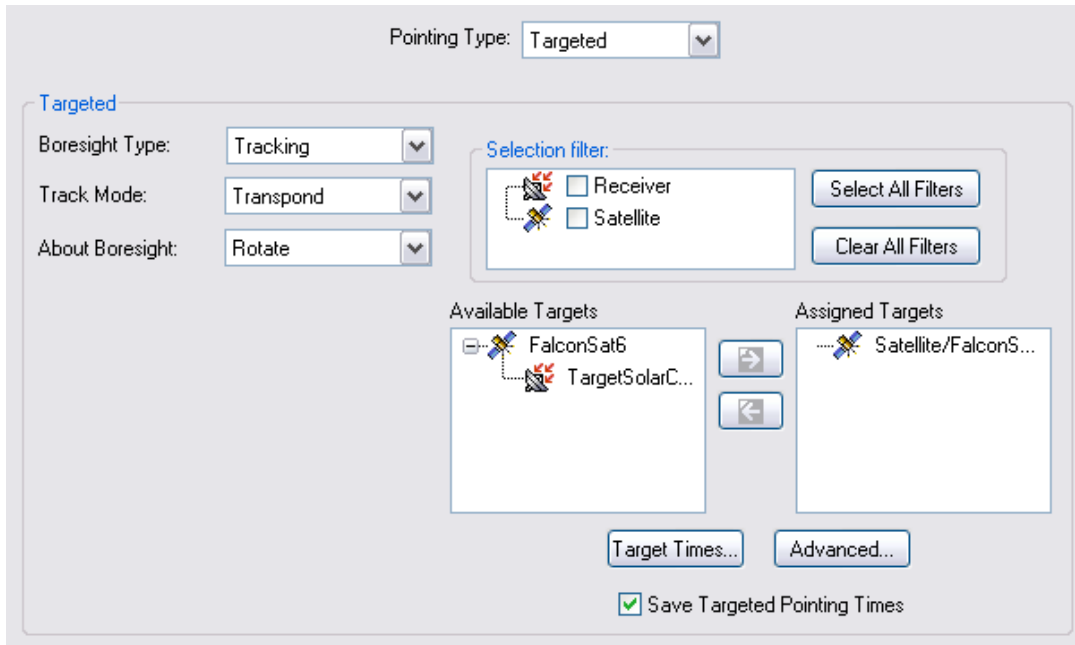 Pointing Type: Targeted
Targeted
Boresight Type: Tracking
Track Mode: Transpond
About Boresight: Rotate
Selection filter:
Receiver
Satellite
Select All Filters
Clear All Filters
Available Targets
FalconSat6
TargetSolarC...
Assigned Targets
Satellite/FalconS...
Target Times...
Advanced...
Save Targeted Pointing Times